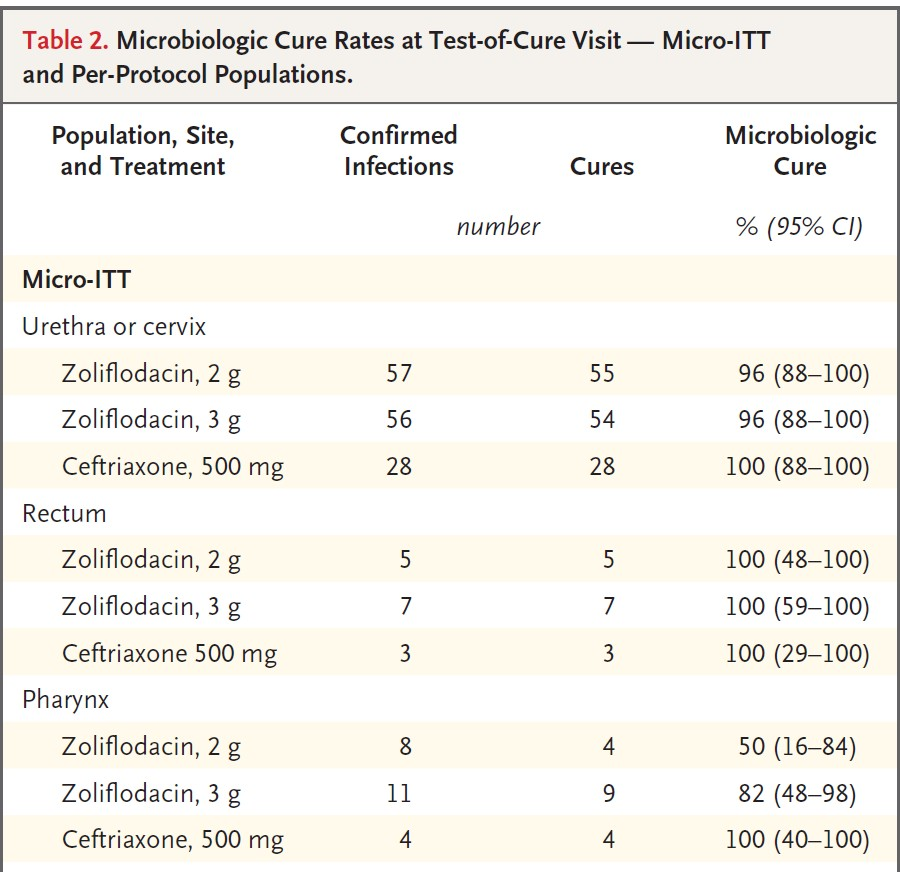 Table 2. Microbiologic Cure Rates at Test-of-Cure Visit — Micro-ITT
and Per-Protocol Populations.
Population, Site, and Treatment Confirmed Infections Cures Microbiologic Cure
number % (95% CI)
Micro-ITT
Urethra or cervix
Zoliflodacin, 2 g 57 55 96 (88–100)
Zoliflodacin, 3 g 56 54 96 (88–100)
Ceftriaxone, 500 mg 28 28 100 (88–100)
Rectum
Zoliflodacin, 2 g 5 5 100 (48–100)
Zoliflodacin, 3 g 7 7 100 (59–100)
Ceftriaxone 500 mg 3 3 100 (29–100)
Pharynx
Zoliflodacin, 2 g 8 4 50 (16–84)
Zoliflodacin, 3 g 11 9 82 (48–98)
Ceftriaxone, 500 mg 4 4 100 (40–100)